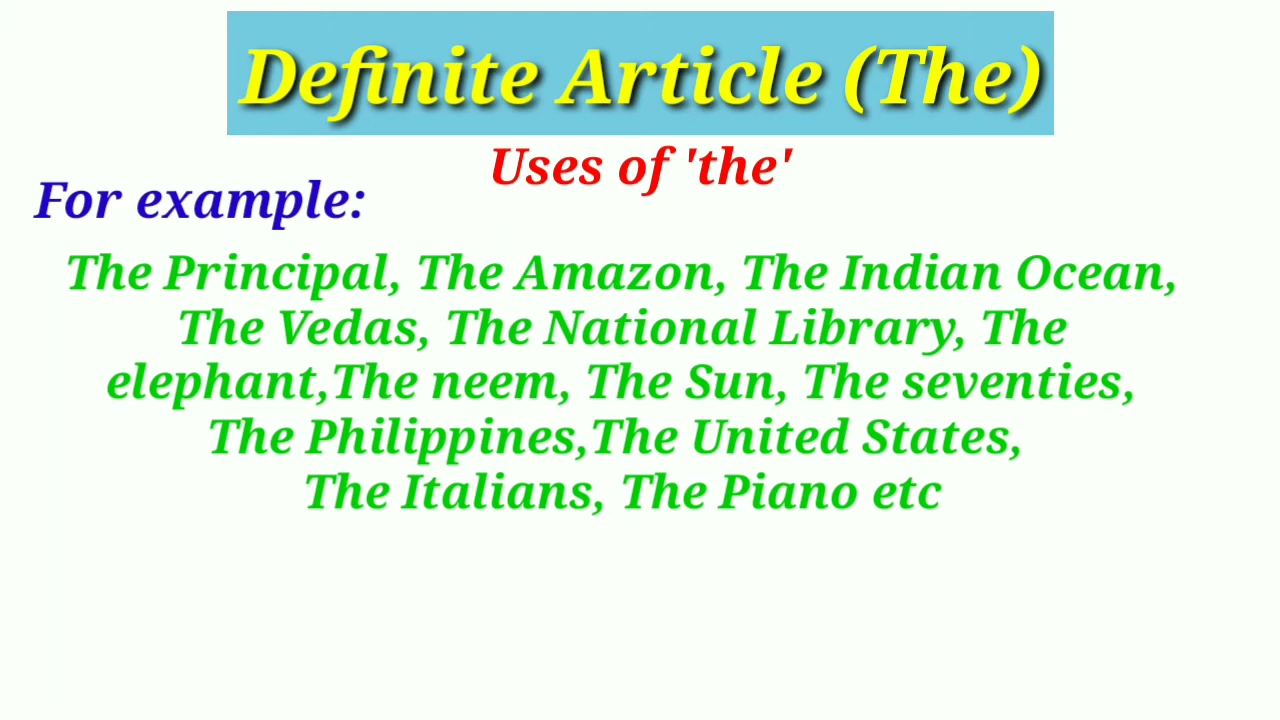 Definite Article (The)
Uses of 'the'
For example:
The Principal, The Amazon, The Indian Ocean,
The Vedas, The National Library, The
elephant,The neem, The Sun, The seventies,
The Philippines,The United States,
The Italians, The Piano etc